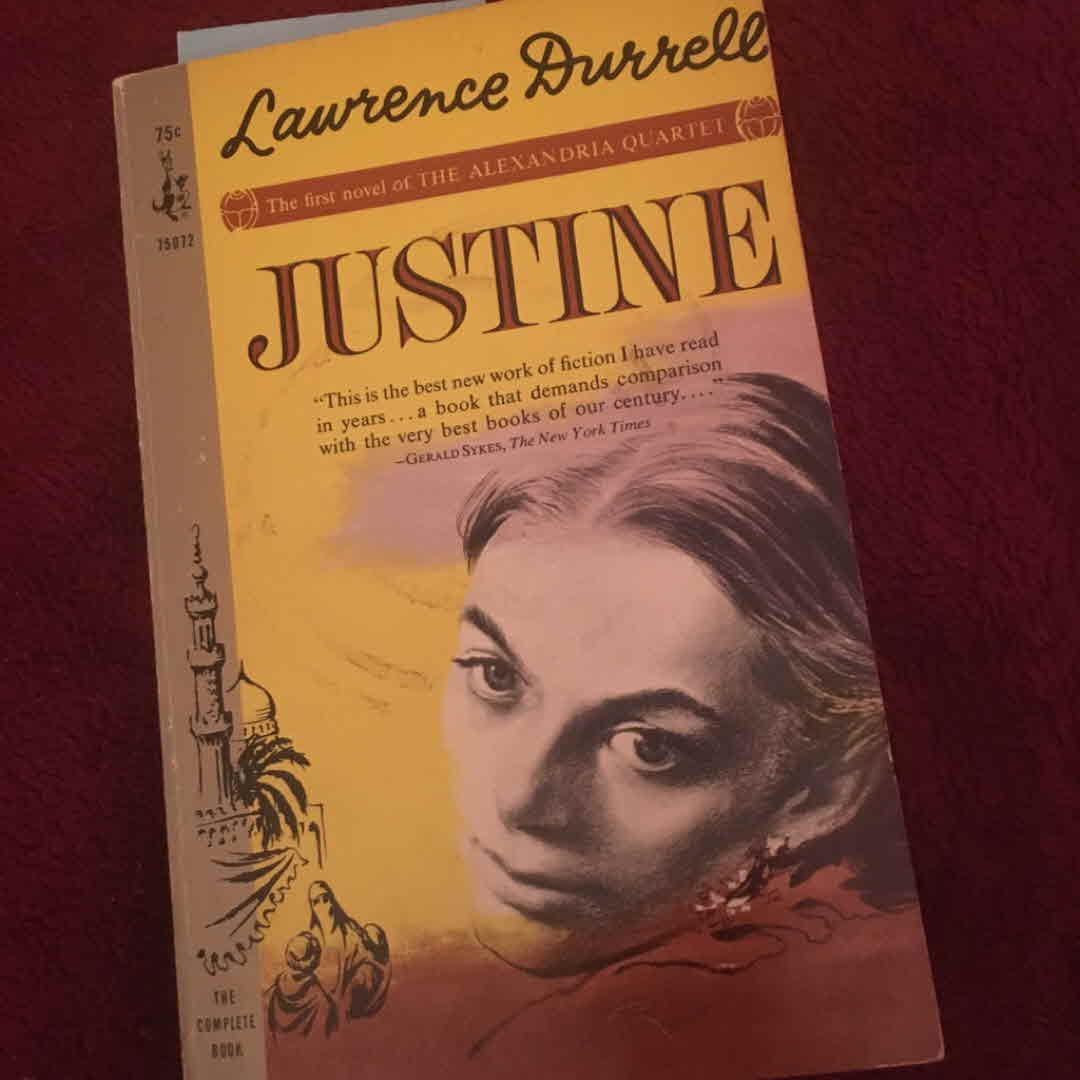 Lawrence Durrell
75c
The first novel of THE ALEXANDRIA QUARTET
75072
JUSTINE
“This is the best new work of fiction I have read
in years...a book that demands comparison
with the very best books of our century....”
–GERALD SYKES, The New York Times
THE
COMPLETE
BOOK